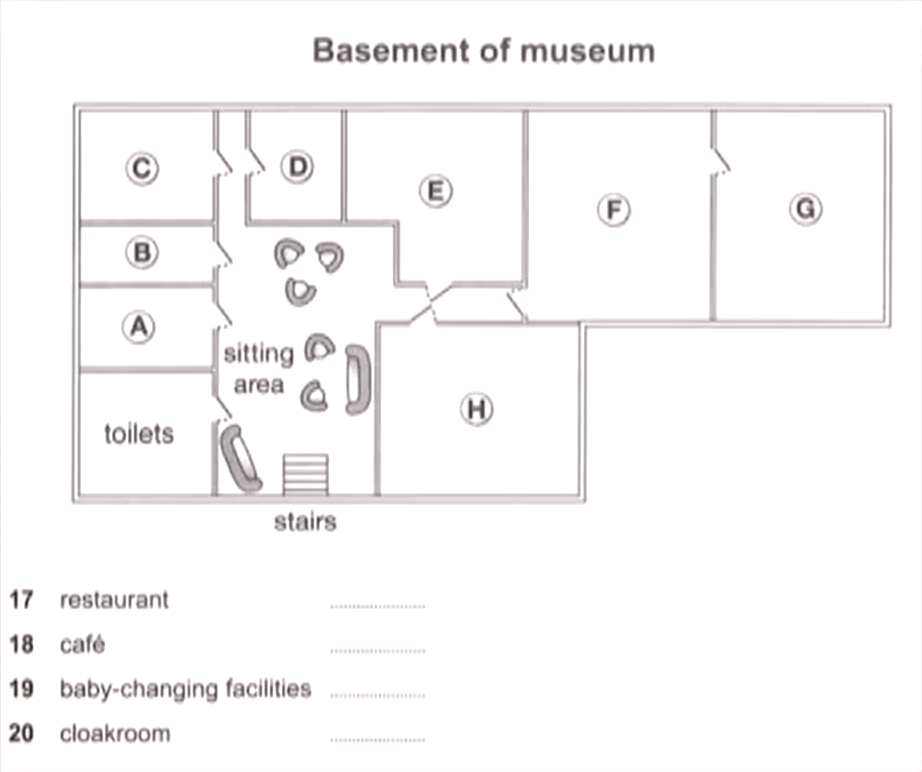 Basement of museum
C
D
E
F
G
B
A
sitting
area
H
toilets
stairs
17 restaurant ........................
18 café ........................
19 baby-changing facilities ........................
20 cloakroom ........................